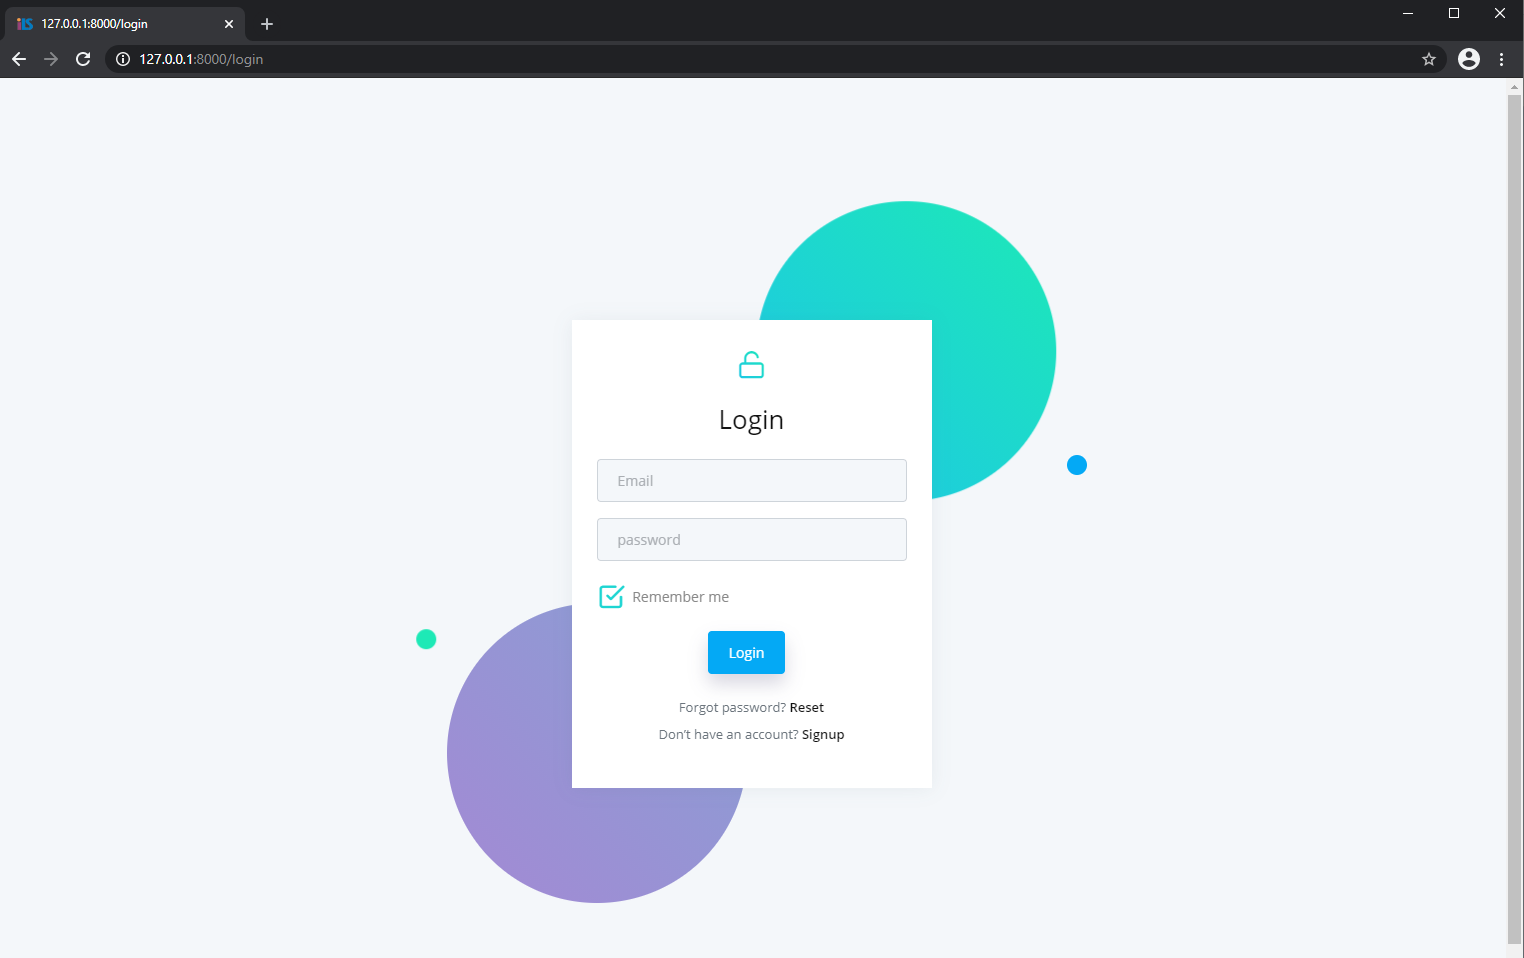 iLS 127.0.0.1:8000/login
127.0.0.1:8000/login
Login
Email
password
Remember me
Login
Forgot password? Reset
Don't have an account? Signup